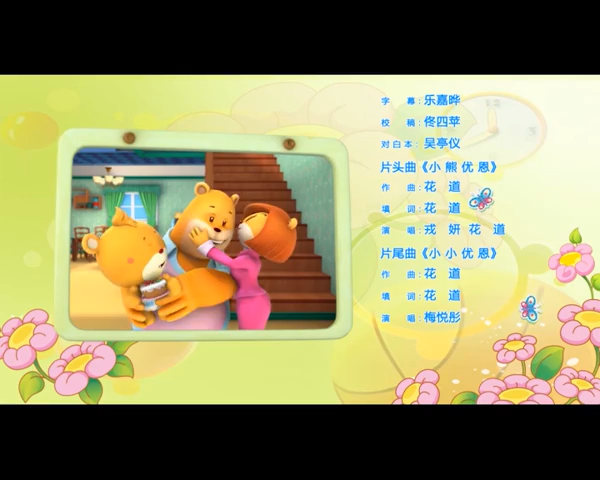 字 幕：乐嘉晔
校 稿：佟四苹
对白本：吴亭仪
片头曲《小熊优恩》
作 曲：花 道
填 词：花 道
演 唱：戎 妍 花 道
片尾曲《小小优恩》
作 曲：花 道
填 词：花 道
演 唱：梅悦彤